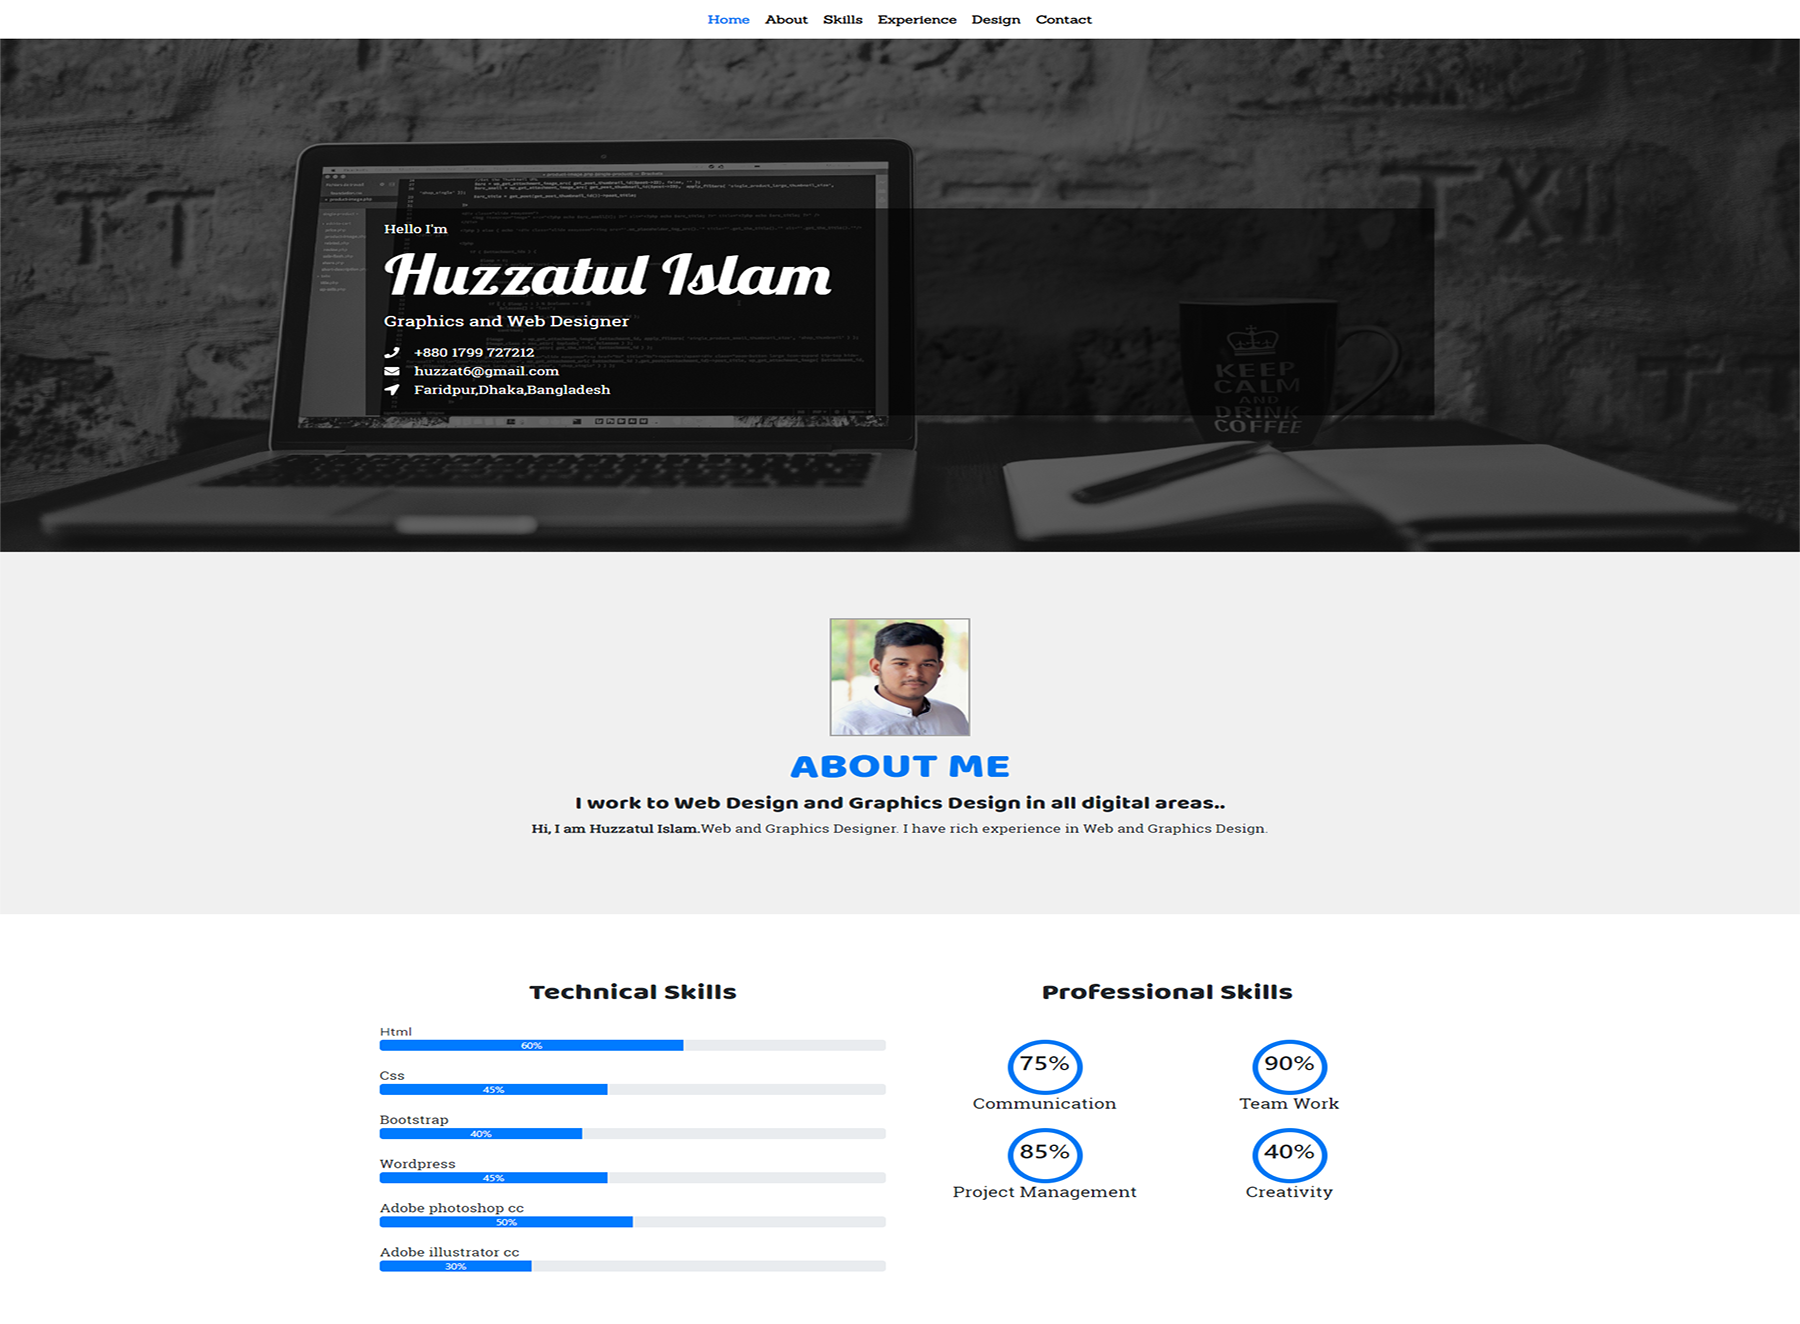 Home About Skills Experience Design Contact
Hello I'm
Huzzatul Islam
Graphics and Web Designer
+880 1799 727212
huzzat6@gmail.com
Faridpur,Dhaka,Bangladesh
KEEP
CALM
AND
DRINK
COFFEE
ABOUT ME
I work to Web Design and Graphics Design in all digital areas..
Hi, I am Huzzatul Islam.Web and Graphics Designer. I have rich experience in Web and Graphics Design.
Technical Skills
Html
60%
Css
45%
Bootstrap
40%
Wordpress
45%
Adobe photoshop cc
50%
Adobe illustrator cc
30%
Professional Skills
75% 90%
Communication Team Work
85% 40%
Project Management Creativity